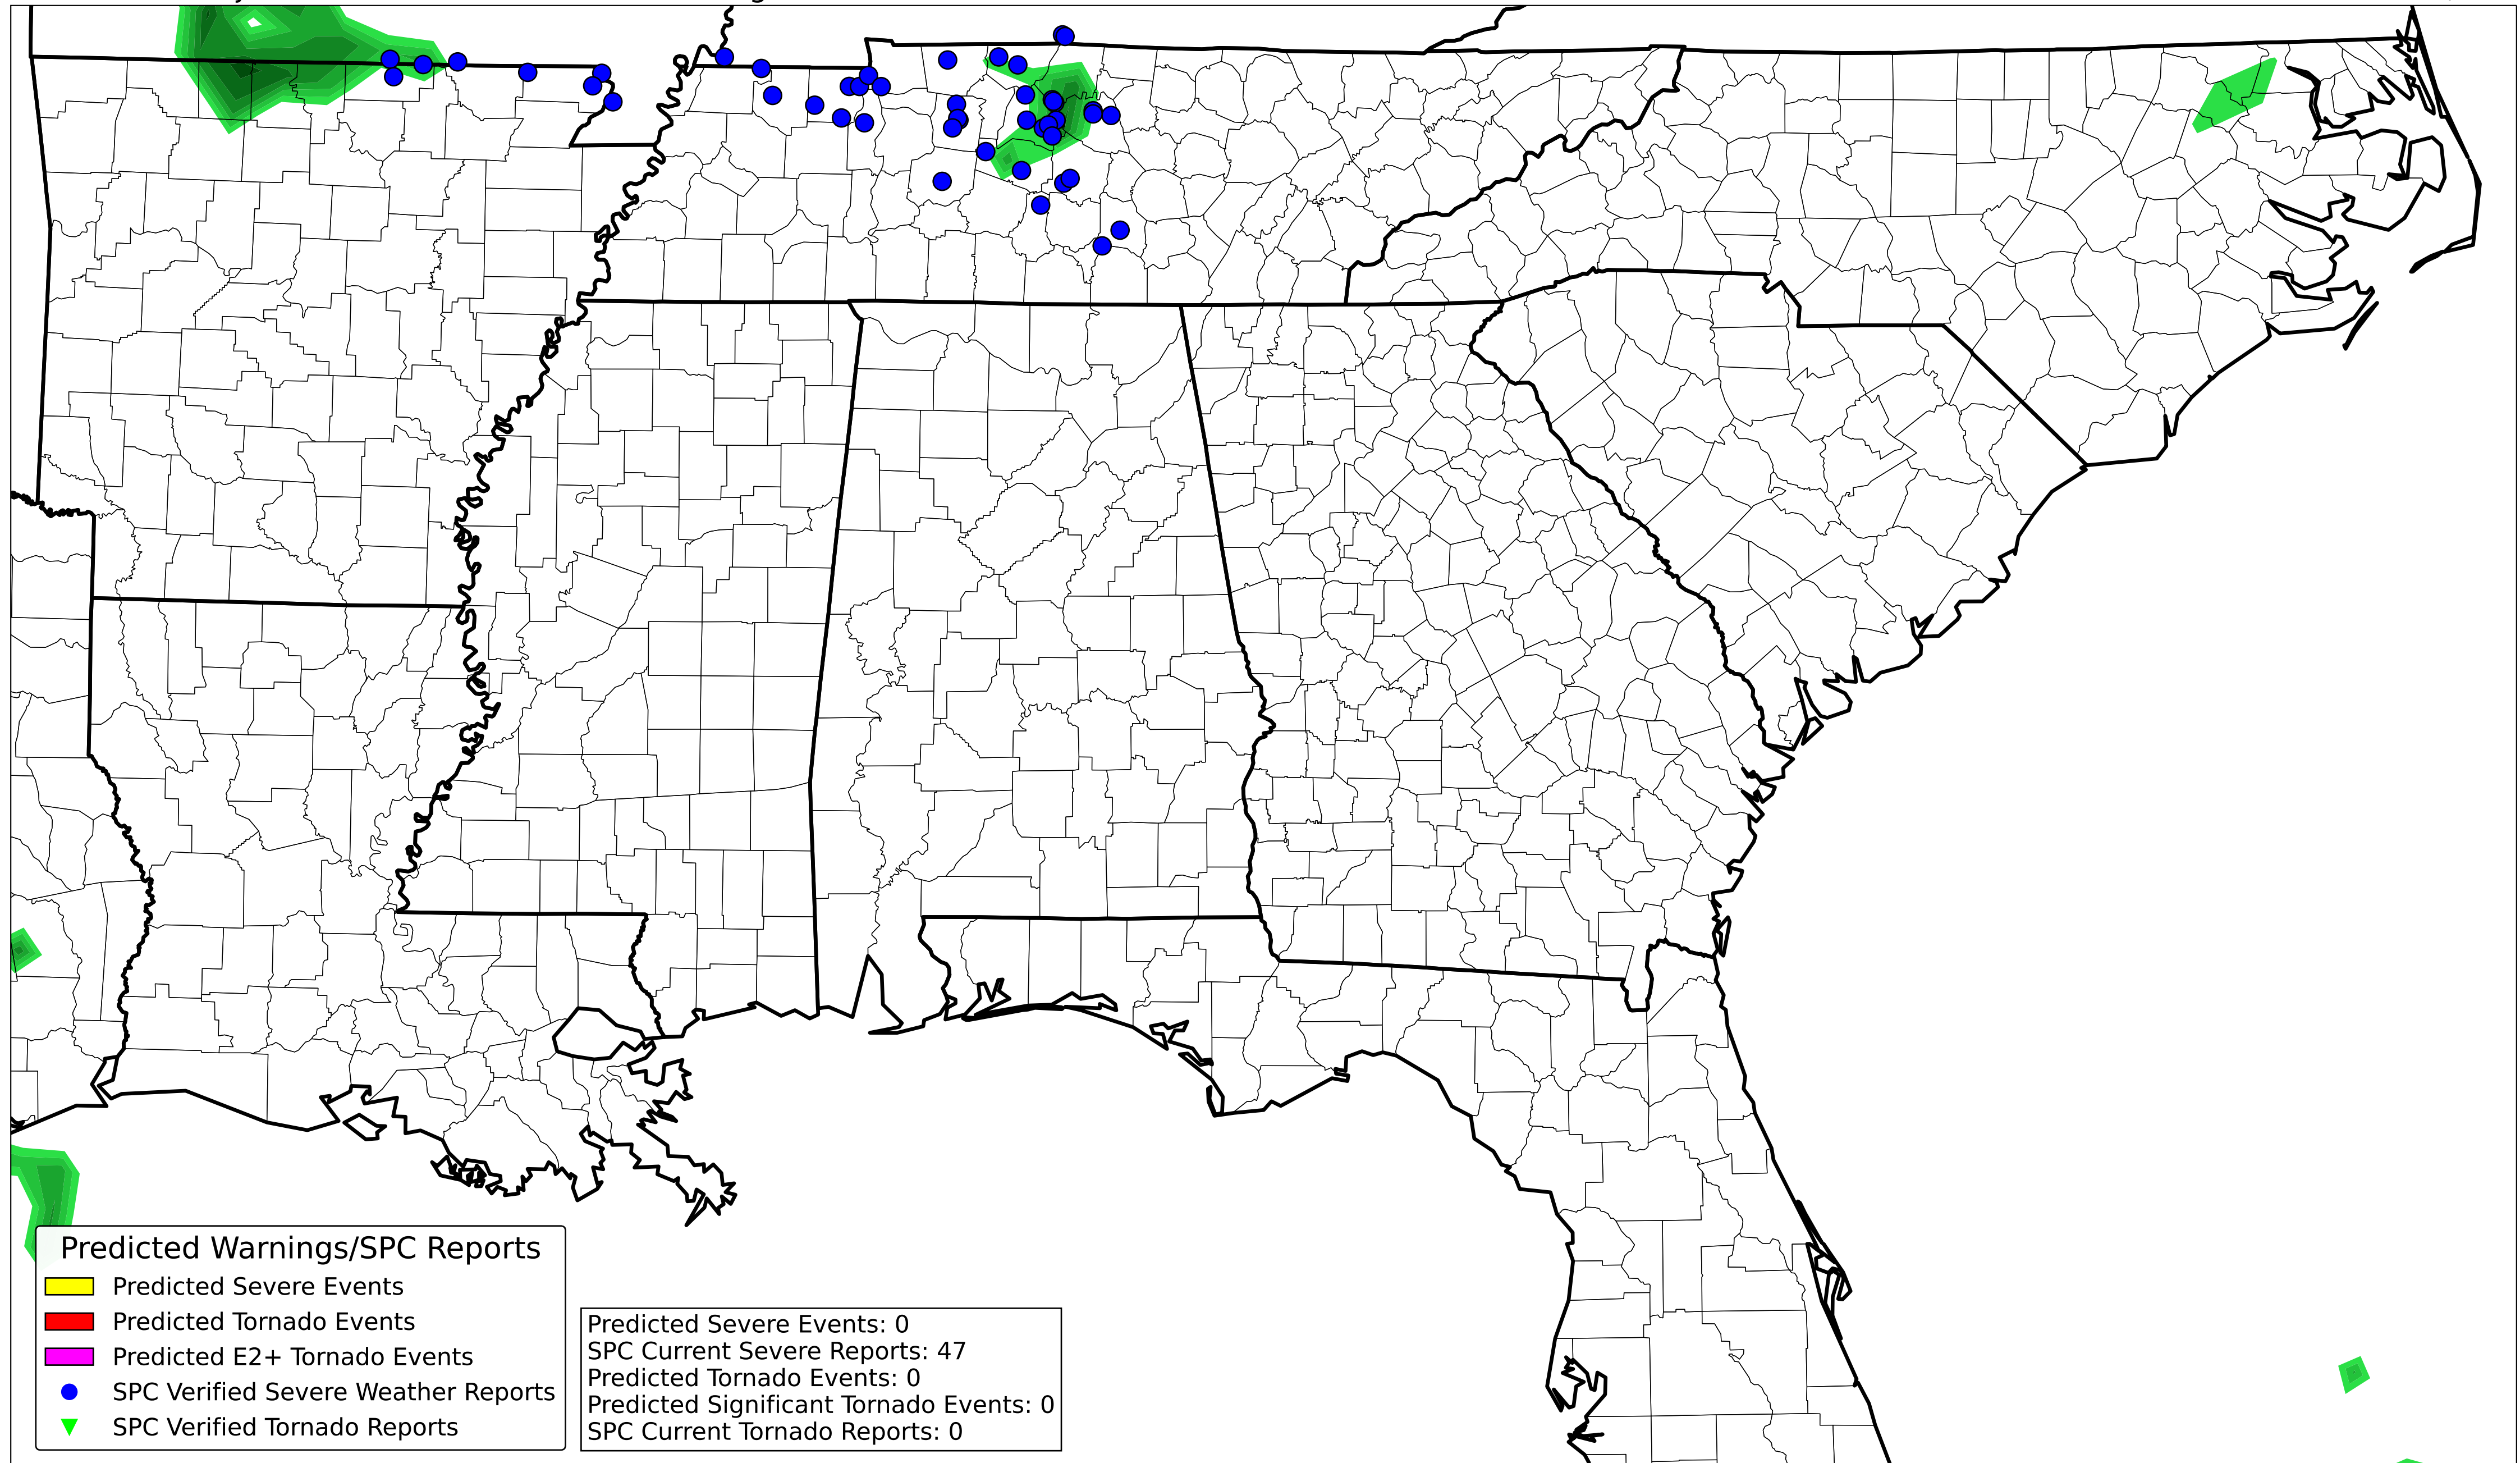 Predicted Warnings/SPC Reports
Predicted Severe Events
Predicted Tornado Events
Predicted E2+ Tornado Events
SPC Verified Severe Weather Reports
SPC Verified Tornado Reports
Predicted Severe Events: 0
SPC Current Severe Reports: 47
Predicted Tornado Events: 0
Predicted Significant Tornado Events: 0
SPC Current Tornado Reports: 0